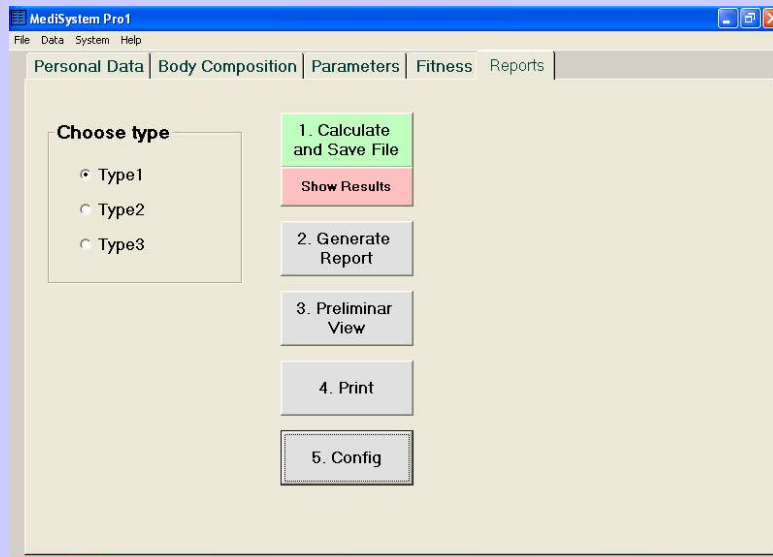 MediSystem Pro1
File Data System Help
Personal Data Body Composition Parameters Fitness Reports
Choose type
Type1
Type2
Type3
1. Calculate
and Save File
Show Results
2. Generate
Report
3. Preliminar
View
4. Print
5. Config